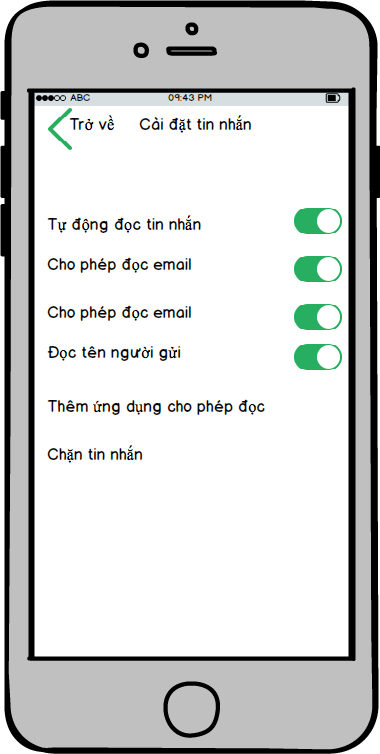 ABC 09:43 PM
Trở về Cài đặt tin nhắn
Tự động đọc tin nhắn
Cho phép đọc email
Cho phép đọc email
Đọc tên người gửi
Thêm ứng dụng cho phép đọc
Chặn tin nhắn